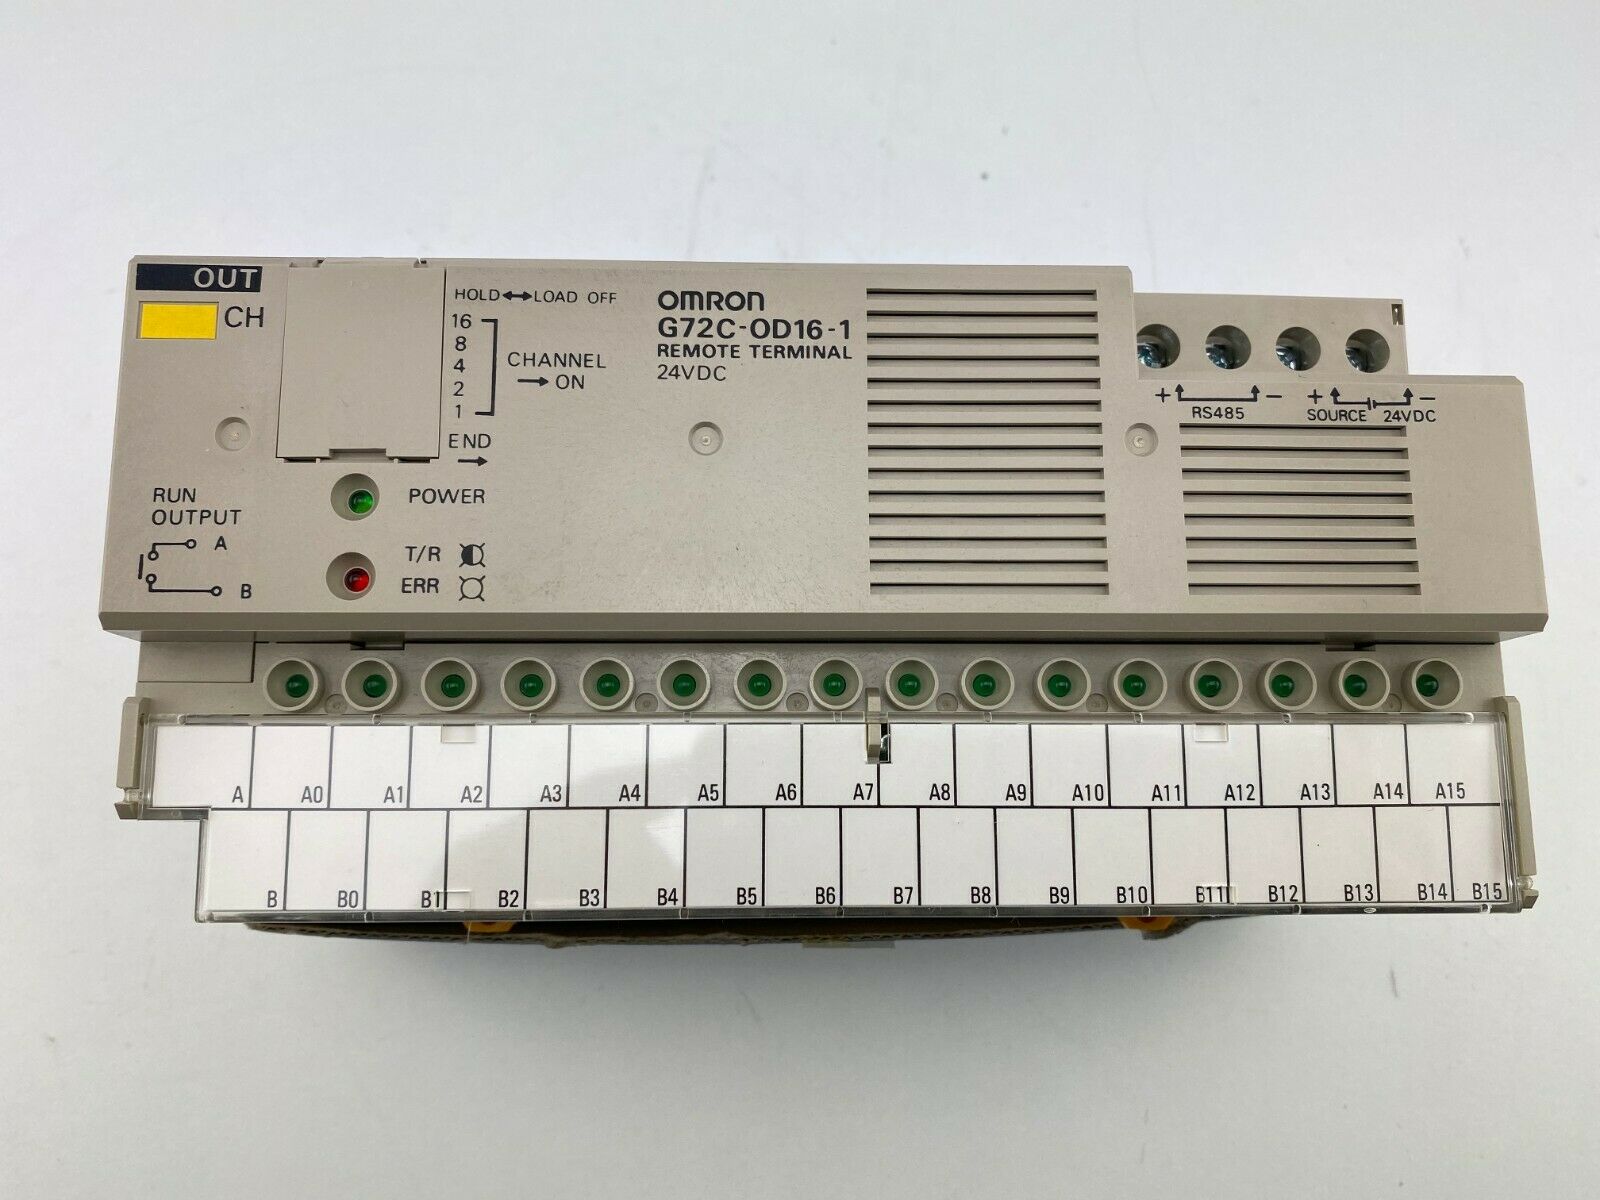 OUT
CH
HOLD↔LOAD OFF
16
8
4
2
1
CHANNEL
→ ON
END
→
OMRON
G72C-OD16-1
REMOTE TERMINAL
24VDC
+ RS485 -
+ SOURCE 24VDC -
RUN
OUTPUT
A
B
POWER
T/R
ERR
A A0 A1 A2 A3 A4 A5 A6 A7 A8 A9 A10 A11 A12 A13 A14 A15
B B0 B1 B2 B3 B4 B5 B6 B7 B8 B9 B10 B11 B12 B13 B14 B15